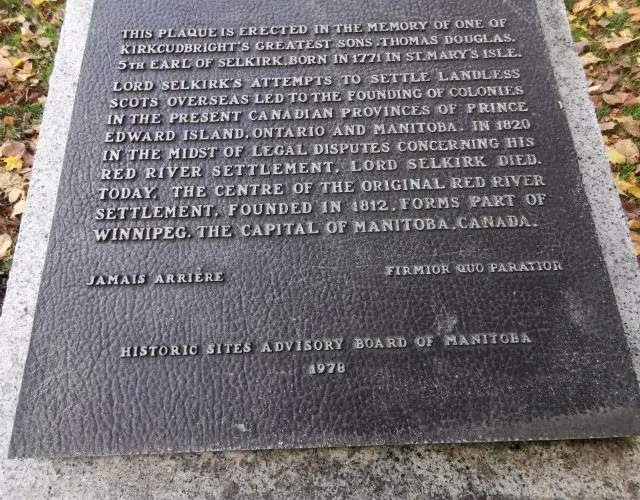 THIS PLAQUE IS ERECTED IN THE MEMORY OF ONE OF
KIRKCUDBRIGHT'S GREATEST SONS, THOMAS DOUGLAS,
5TH EARL OF SELKIRK, BORN IN 1771 IN ST. MARY'S ISLE.
LORD SELKIRK'S ATTEMPTS TO SETTLE LANDLESS
SCOTS OVERSEAS LED TO THE FOUNDING OF COLONIES
IN THE PRESENT CANADIAN PROVINCES OF PRINCE
EDWARD ISLAND, ONTARIO AND MANITOBA. IN 1820
IN THE MIDST OF LEGAL DISPUTES CONCERNING HIS
RED RIVER SETTLEMENT, LORD SELKIRK DIED.
TODAY, THE CENTRE OF THE ORIGINAL RED RIVER
SETTLEMENT, FOUNDED IN 1812, FORMS PART OF
WINNIPEG, THE CAPITAL OF MANITOBA, CANADA.
JAMAIS ARRIÈRE FIRMIOR QUO PARATIOR
HISTORIC SITES ADVISORY BOARD OF MANITOBA
1978